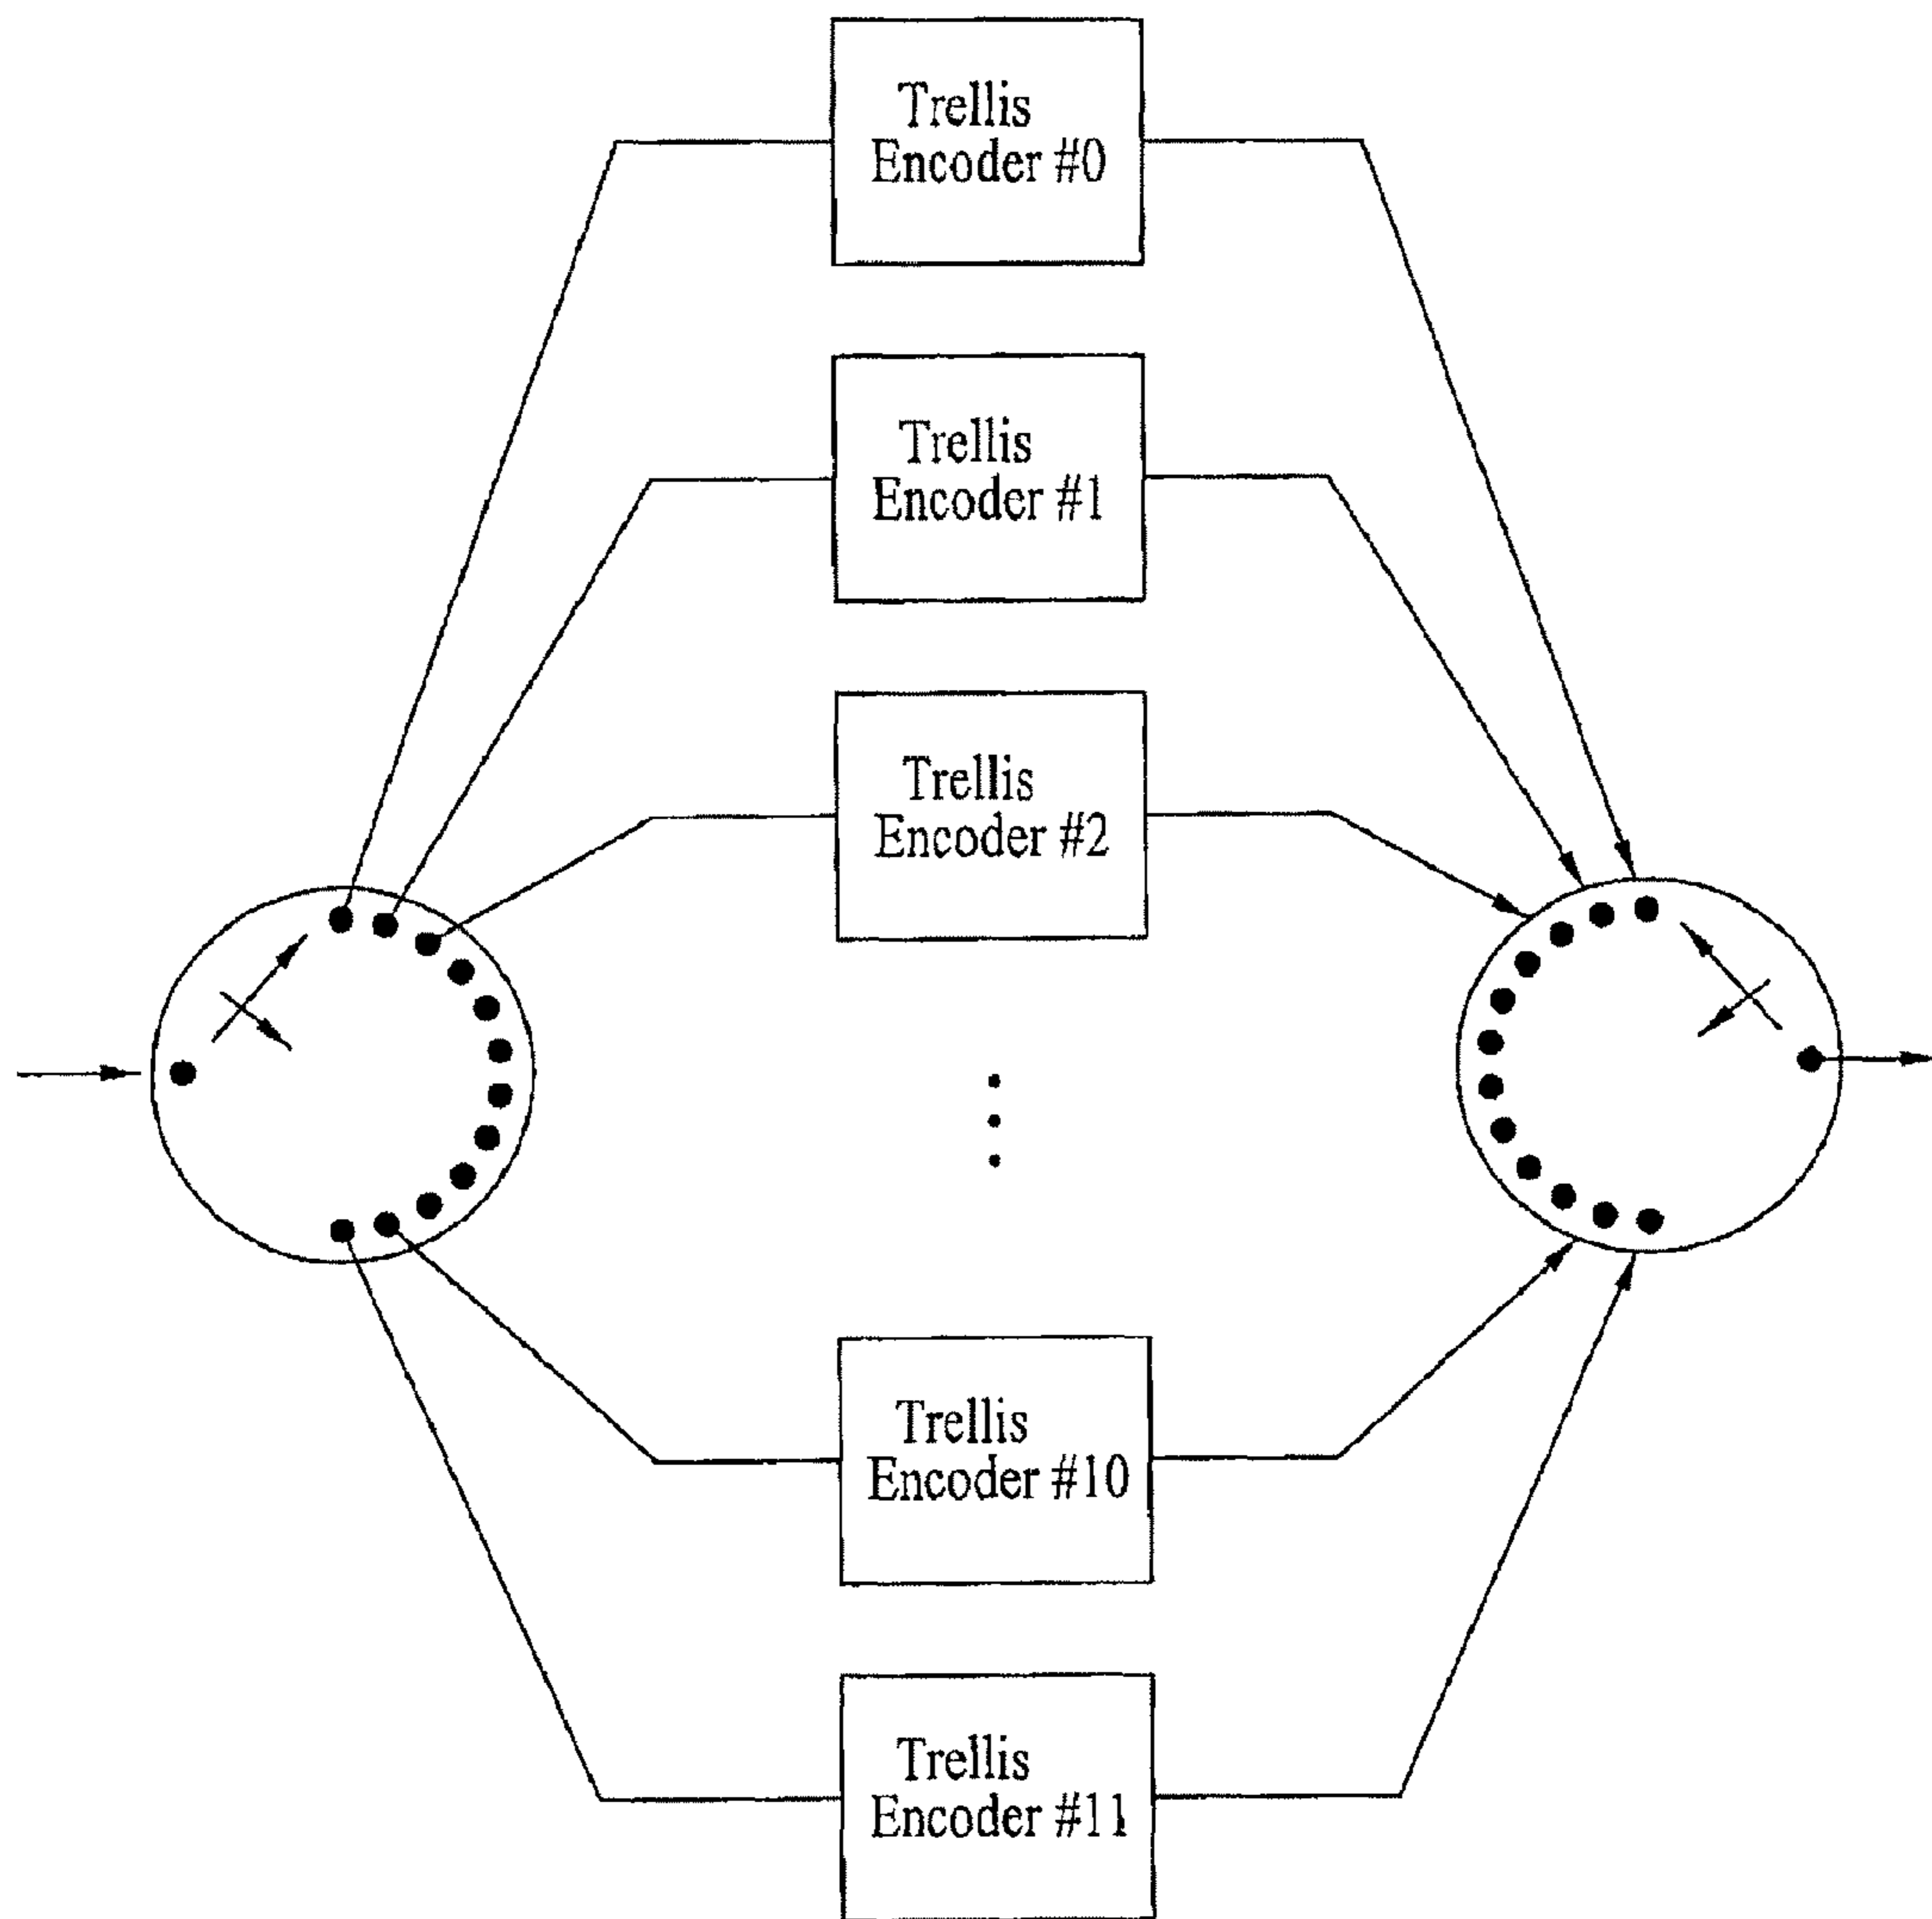 Trellis
Encoder #0
Trellis
Encoder #1
Trellis
Encoder #2
Trellis
Encoder #10
Trellis
Encoder #11